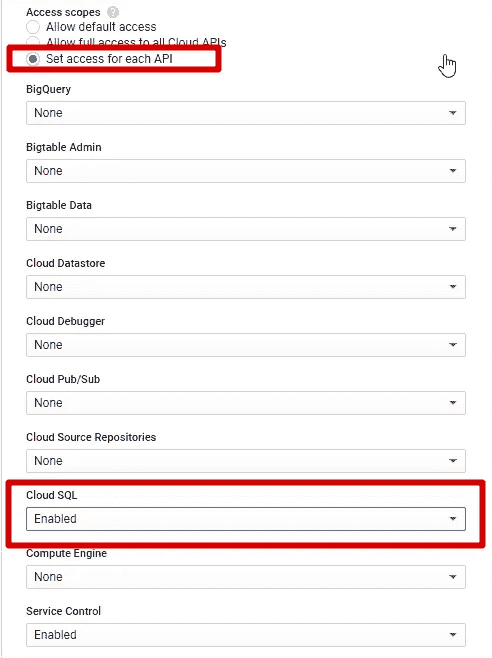 Access scopes ?
Allow default access
Allow full access to all Cloud APIs
Set access for each API
BigQuery
None
Bigtable Admin
None
Bigtable Data
None
Cloud Datastore
None
Cloud Debugger
None
Cloud Pub/Sub
None
Cloud Source Repositories
None
Cloud SQL
Enabled
Compute Engine
None
Service Control
Enabled